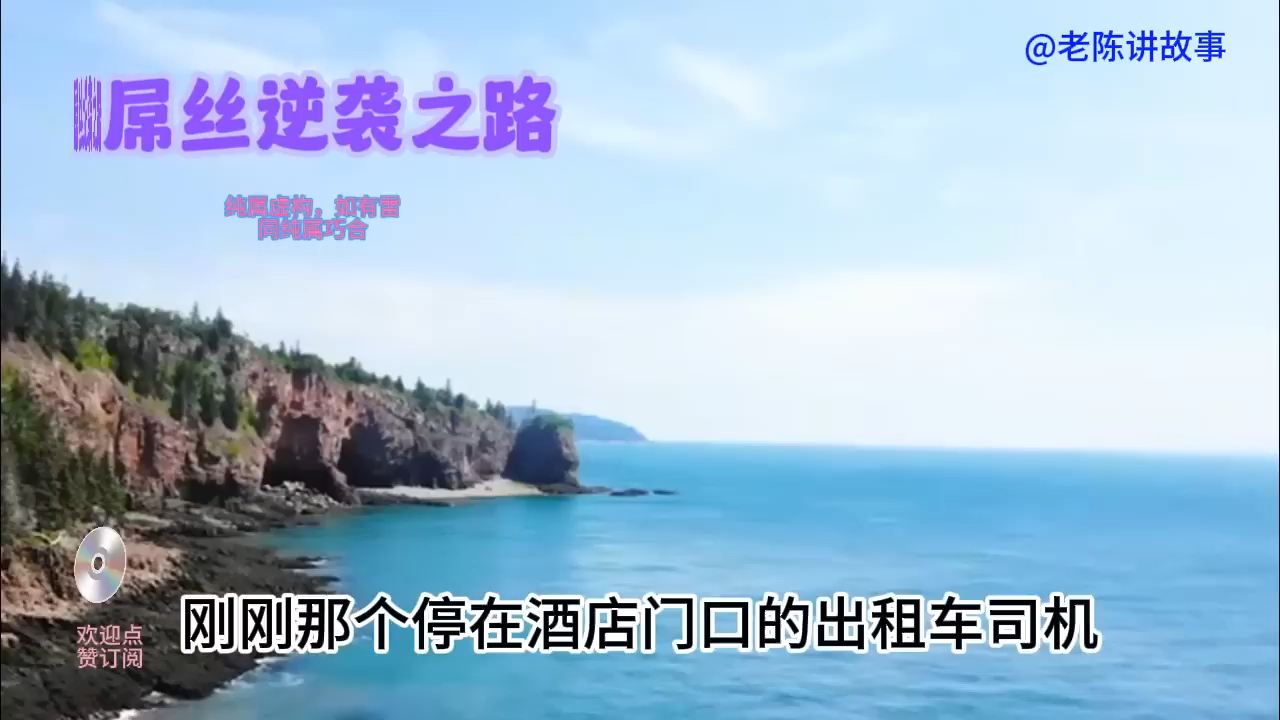 @老陈讲故事
屌丝逆袭之路
纯属虚构，如有雷
同纯属巧合
欢迎点
赞订阅
刚刚那个停在酒店门口的出租车司机